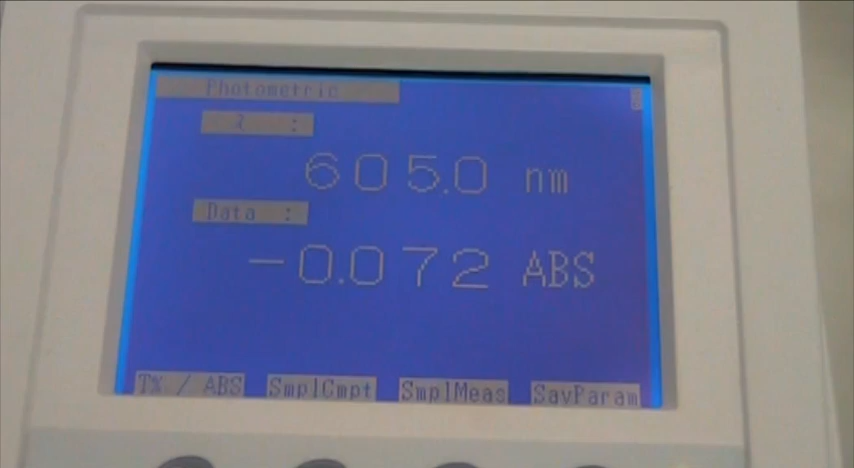 Photometric
λ :
605.0 nm
Data :
-0.072 ABS
T% / ABS SmplCmpt SmplMeas SavParam